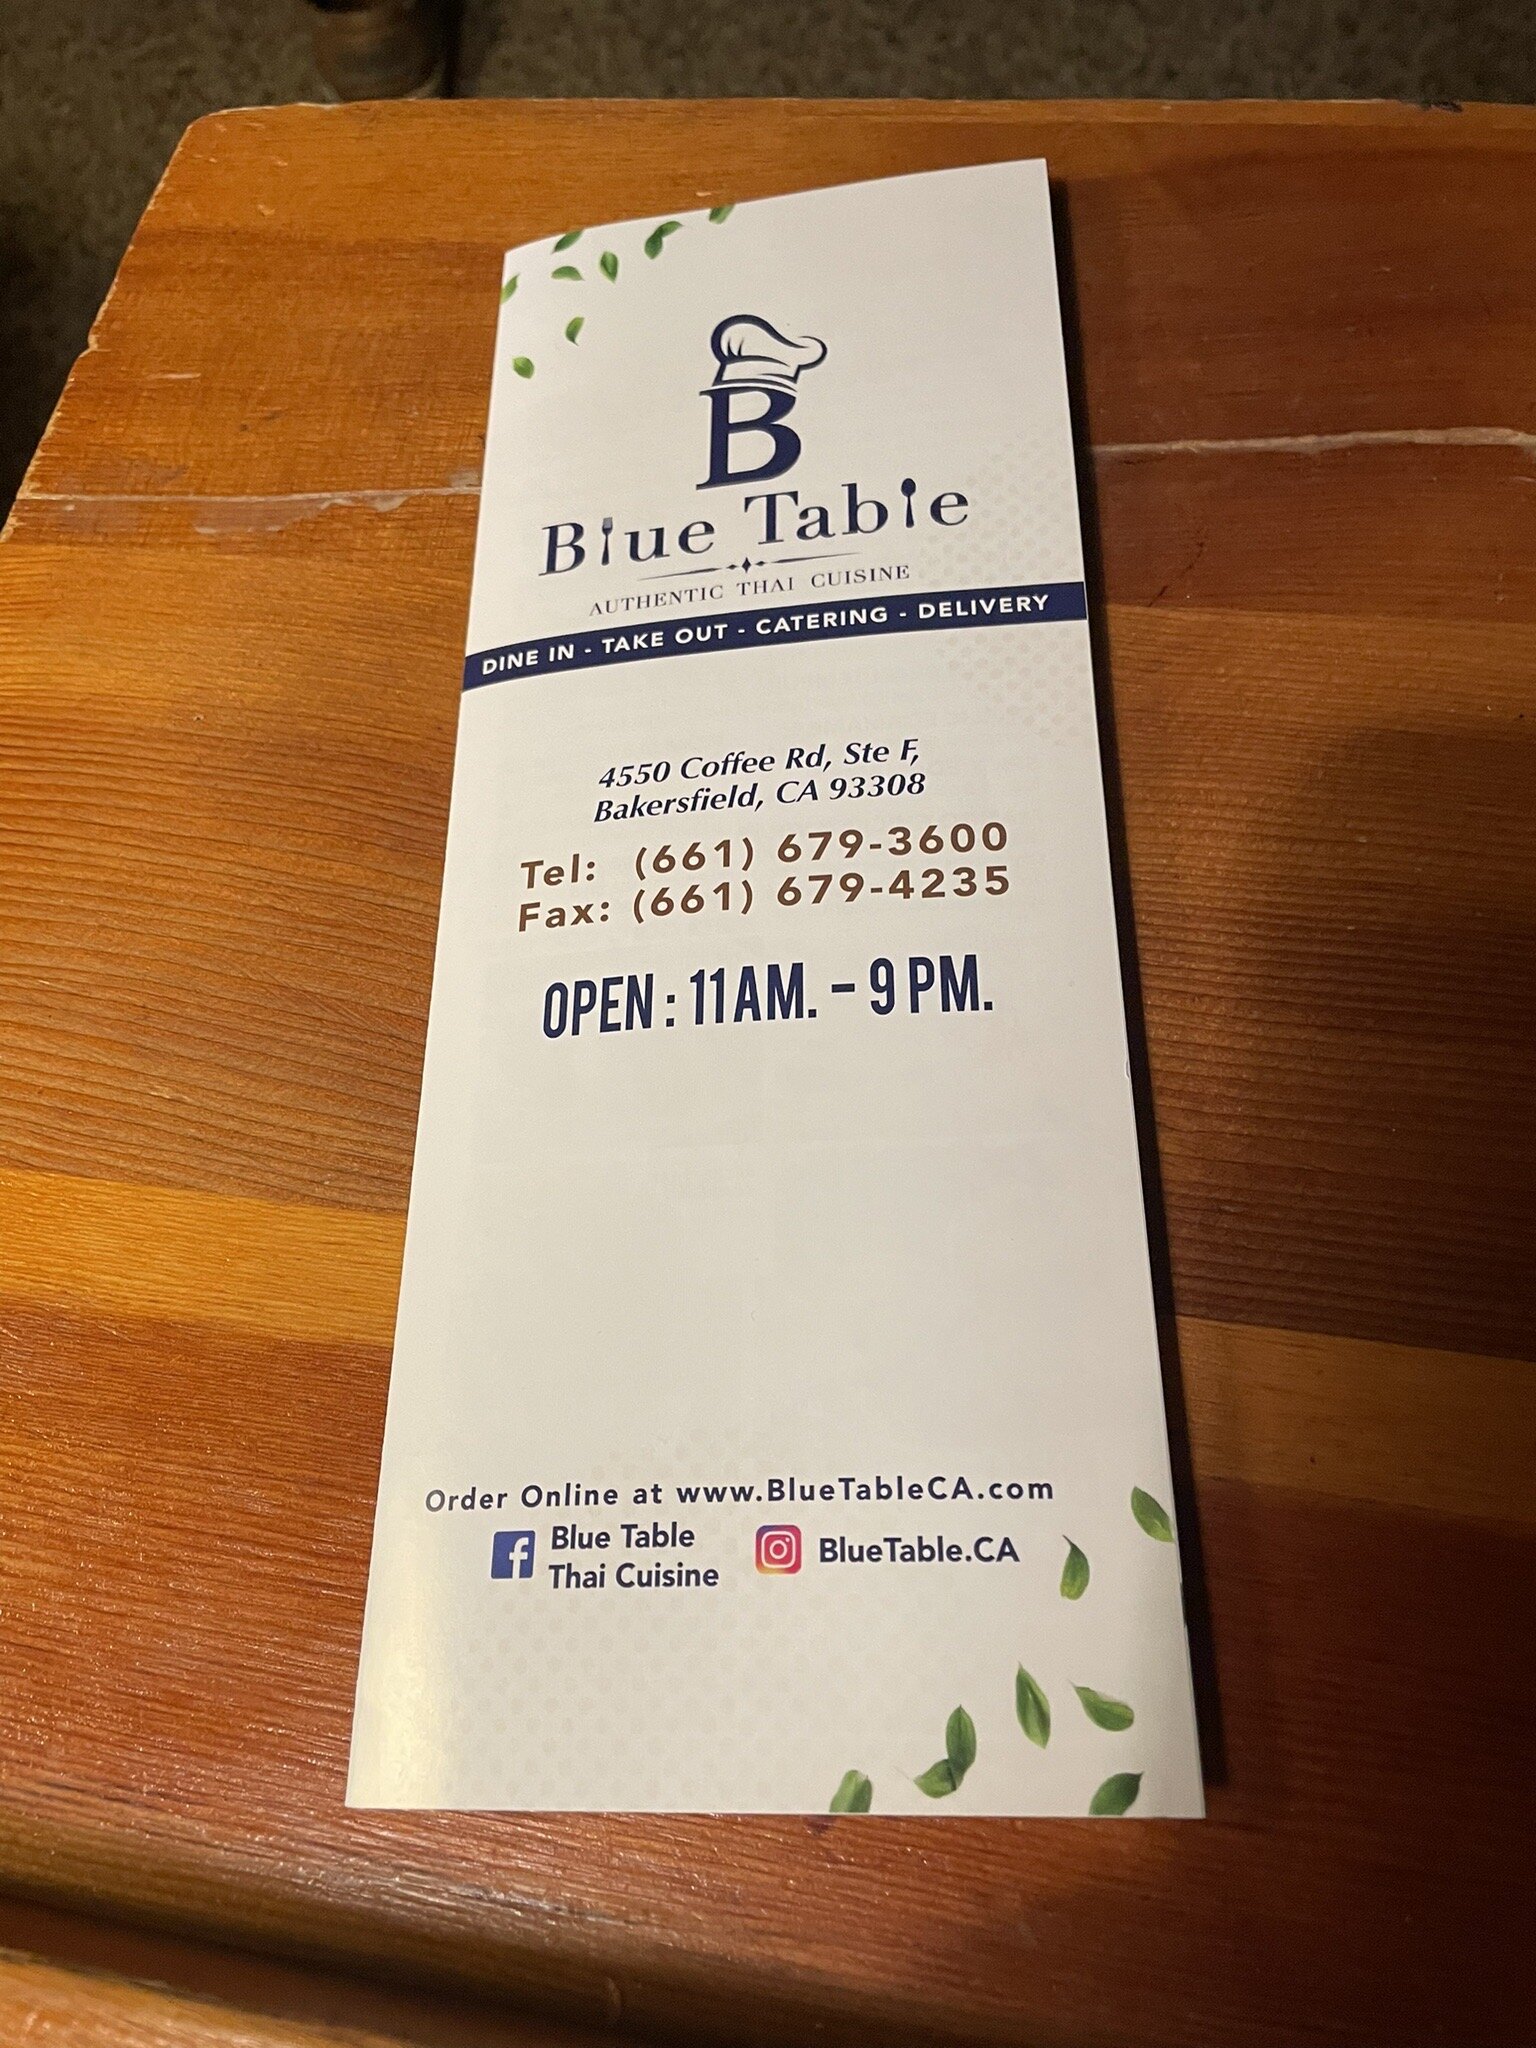 B
Blue Table
AUTHENTIC THAI CUISINE
DINE IN - TAKE OUT - CATERING - DELIVERY
4550 Coffee Rd, Ste F,
Bakersfield, CA 93308
Tel: (661) 679-3600
Fax: (661) 679-4235
OPEN : 11 AM. – 9 PM.
Order Online at www.BlueTableCA.com
f Blue Table
Thai Cuisine
BlueTable.CA